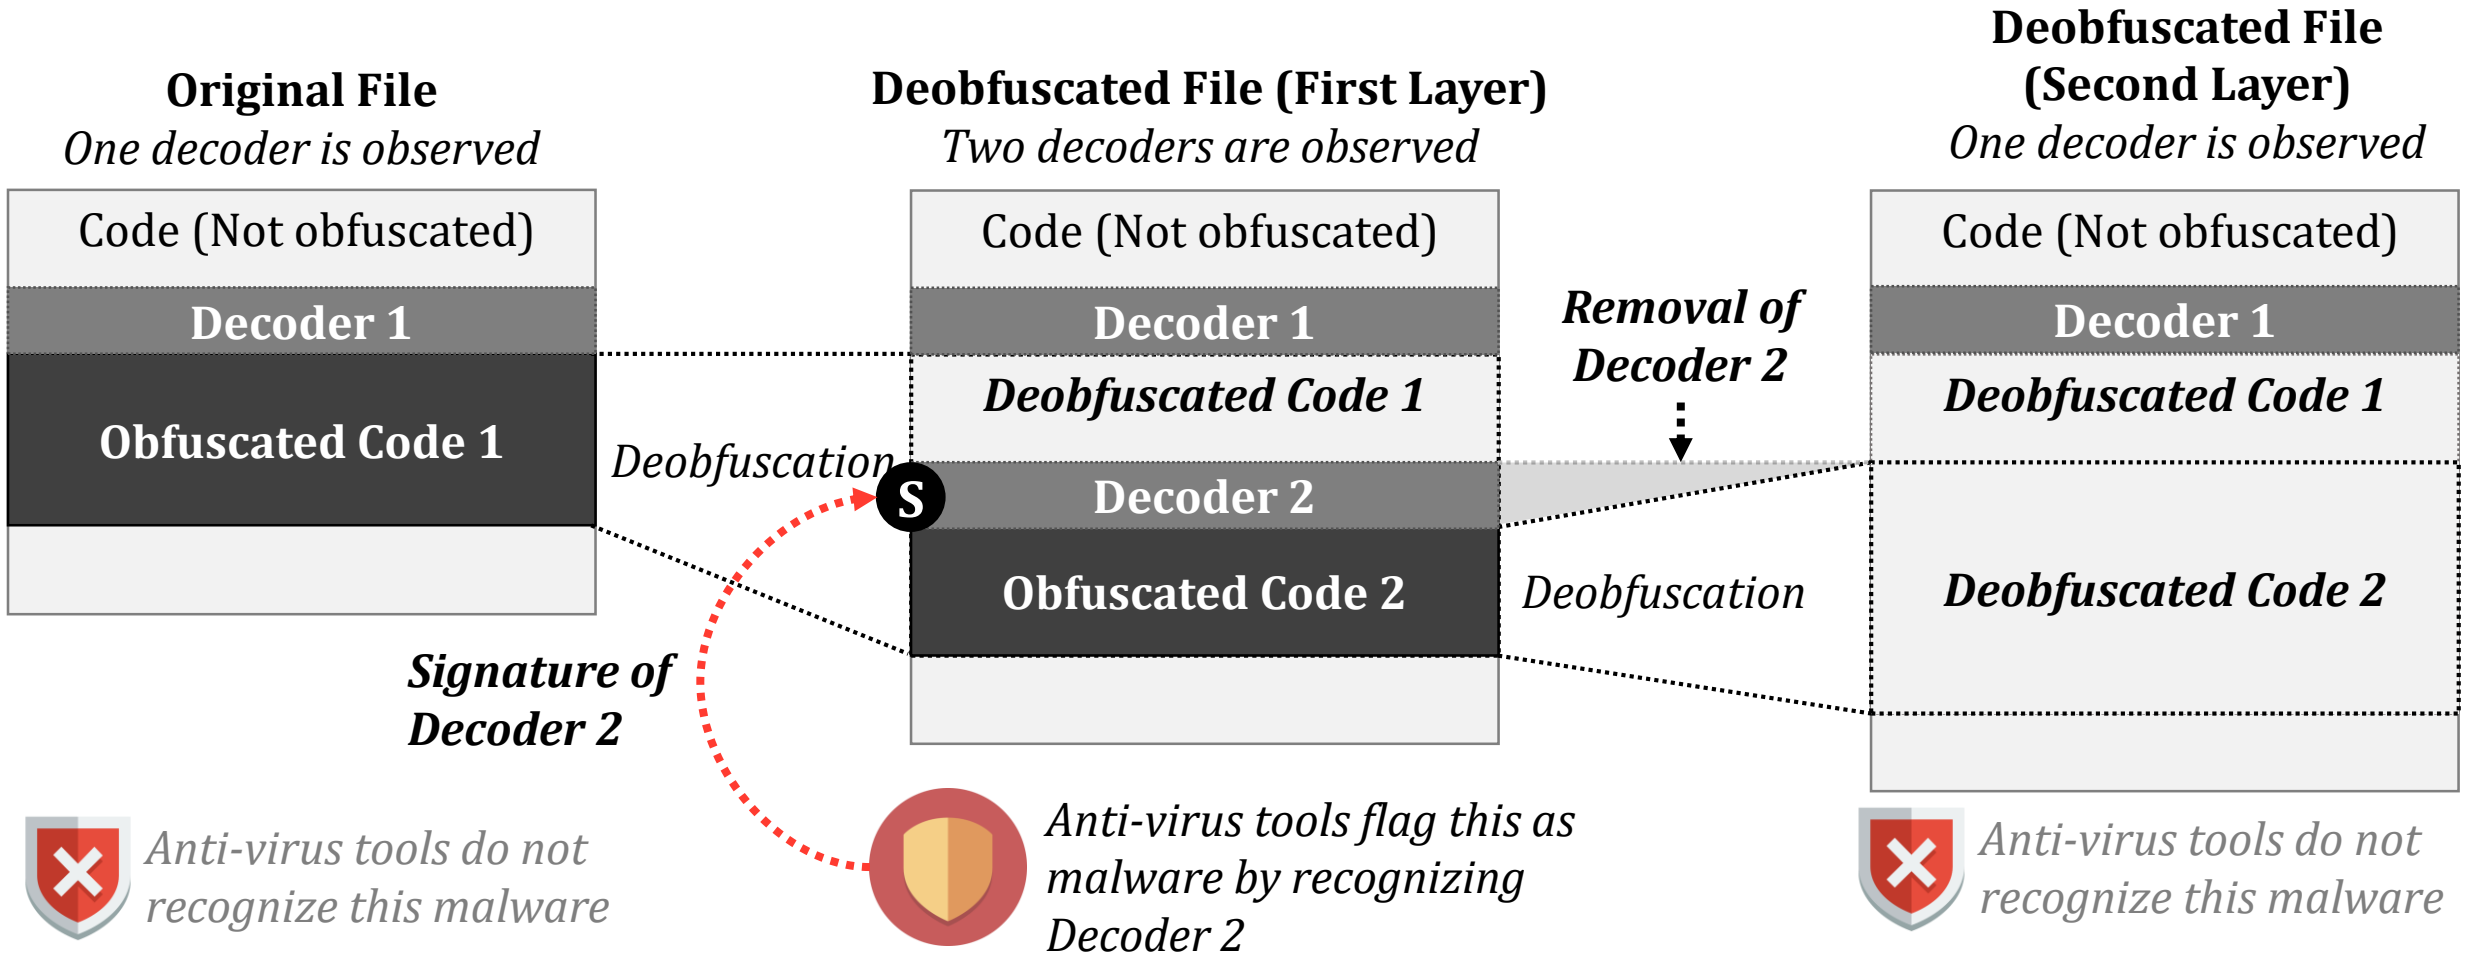 Original File
One decoder is observed
Code (Not obfuscated)
Decoder 1
Obfuscated Code 1
Deobfuscation
Signature of
Decoder 2
Anti-virus tools do not
recognize this malware
Deobfuscated File (First Layer)
Two decoders are observed
Code (Not obfuscated)
Decoder 1
Deobfuscated Code 1
S
Decoder 2
Obfuscated Code 2
Anti-virus tools flag this as
malware by recognizing
Decoder 2
Removal of
Decoder 2
Deobfuscation
Deobfuscated File
(Second Layer)
One decoder is observed
Code (Not obfuscated)
Decoder 1
Deobfuscated Code 1
Deobfuscated Code 2
Anti-virus tools do not
recognize this malware